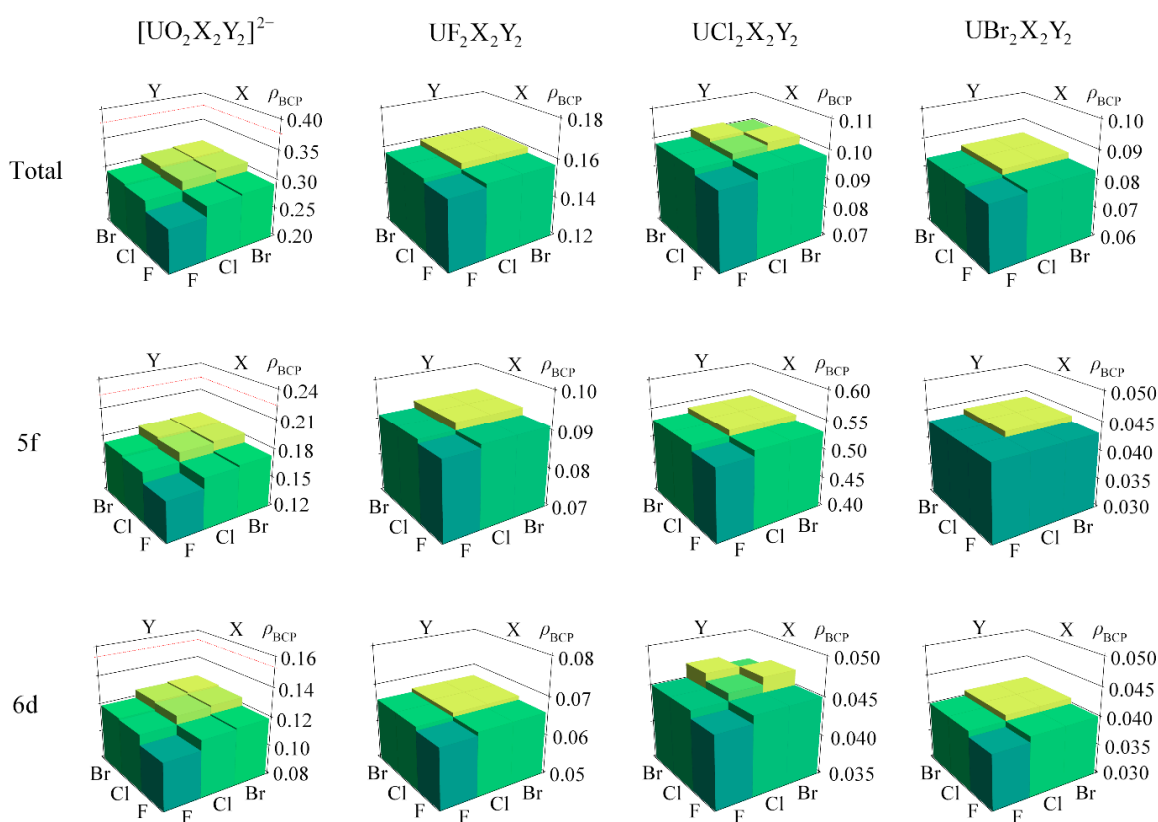 [UO₂X₂Y₂]²⁻ UF₂X₂Y₂ UCl₂X₂Y₂ UBr₂X₂Y₂
Total
Y X ρBCP 0.40 0.35 0.30 0.25 0.20 Br Cl F F Cl Br
Y X ρBCP 0.18 0.16 0.14 0.12 Br Cl F F Cl Br
Y X ρBCP 0.11 0.10 0.09 0.08 0.07 Br Cl F F Cl Br
Y X ρBCP 0.10 0.09 0.08 0.07 0.06 Br Cl F F Cl Br
5f
Y X ρBCP 0.24 0.21 0.18 0.15 0.12 Br Cl F F Cl Br
Y X ρBCP 0.10 0.09 0.08 0.07 Br Cl F F Cl Br
Y X ρBCP 0.60 0.55 0.50 0.45 0.40 Br Cl F F Cl Br
Y X ρBCP 0.050 0.045 0.040 0.035 0.030 Br Cl F F Cl Br
6d
Y X ρBCP 0.16 0.14 0.12 0.10 0.08 Br Cl F F Cl Br
Y X ρBCP 0.08 0.07 0.06 0.05 Br Cl F F Cl Br
Y X ρBCP 0.050 0.045 0.040 0.035 Br Cl F F Cl Br
Y X ρBCP 0.050 0.045 0.040 0.035 0.030 Br Cl F F Cl Br